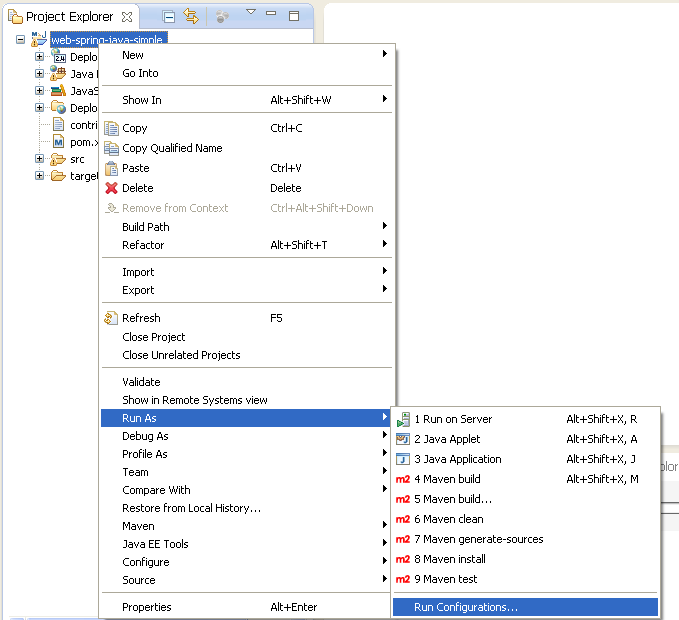 Project Explorer
web-spring-java-simple
Deplo
Java
JavaS
Deplo
contri
pom.x
src
targe
New
Go Into
Show In Alt+Shift+W
Copy Ctrl+C
Copy Qualified Name
Paste Ctrl+V
Delete Delete
Remove from Context Ctrl+Alt+Shift+Down
Build Path
Refactor Alt+Shift+T
Import
Export
Refresh F5
Close Project
Close Unrelated Projects
Validate
Show in Remote Systems view
Run As
Debug As
Profile As
Team
Compare With
Restore from Local History...
Maven
Java EE Tools
Configure
Source
Properties Alt+Enter
1 Run on Server Alt+Shift+X, R
2 Java Applet Alt+Shift+X, A
3 Java Application Alt+Shift+X, J
m2 4 Maven build Alt+Shift+X, M
m2 5 Maven build...
m2 6 Maven clean
m2 7 Maven generate-sources
m2 8 Maven install
m2 9 Maven test
Run Configurations...
plor